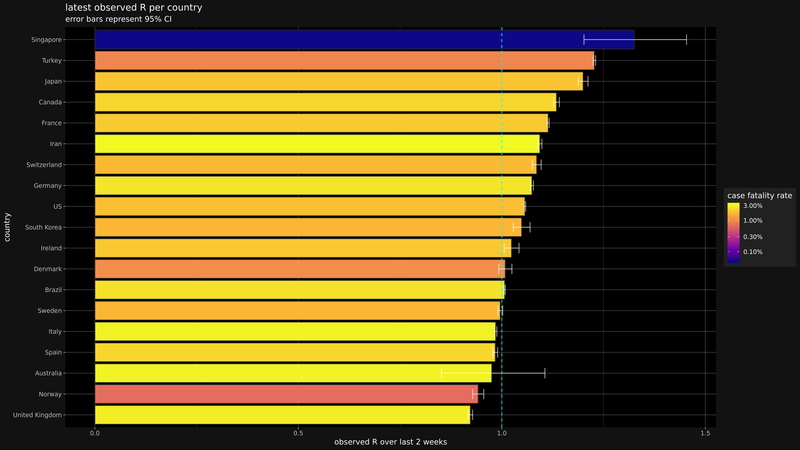 latest observed R per country
error bars represent 95% CI
country
Singapore
Turkey
Japan
Canada
France
Iran
Switzerland
Germany
US
South Korea
Ireland
Denmark
Brazil
Sweden
Italy
Spain
Australia
Norway
United Kingdom
0.0 0.5 1.0 1.5
observed R over last 2 weeks
case fatality rate
3.00%
1.00%
0.30%
0.10%